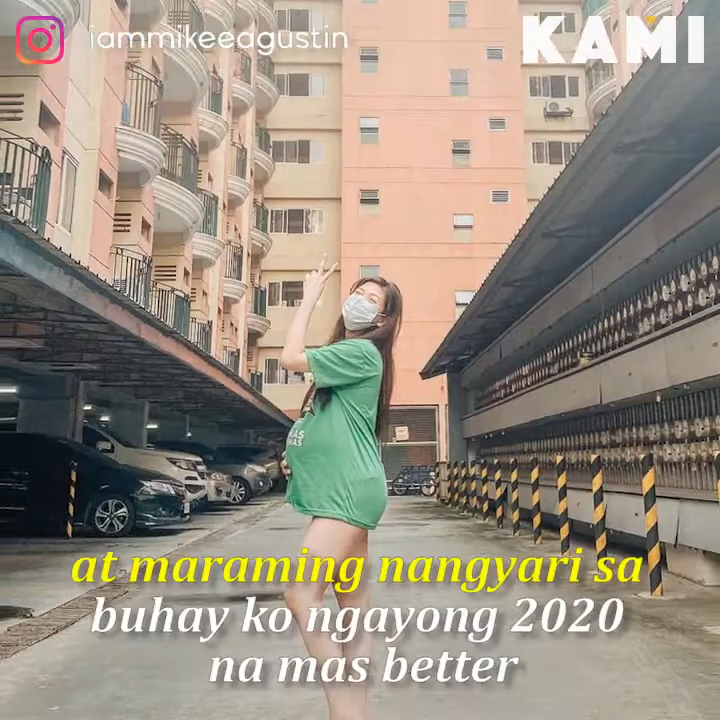 iammikeeagustin
KAMI
at maraming nangyari sa
buhay ko ngayong 2020
na mas better